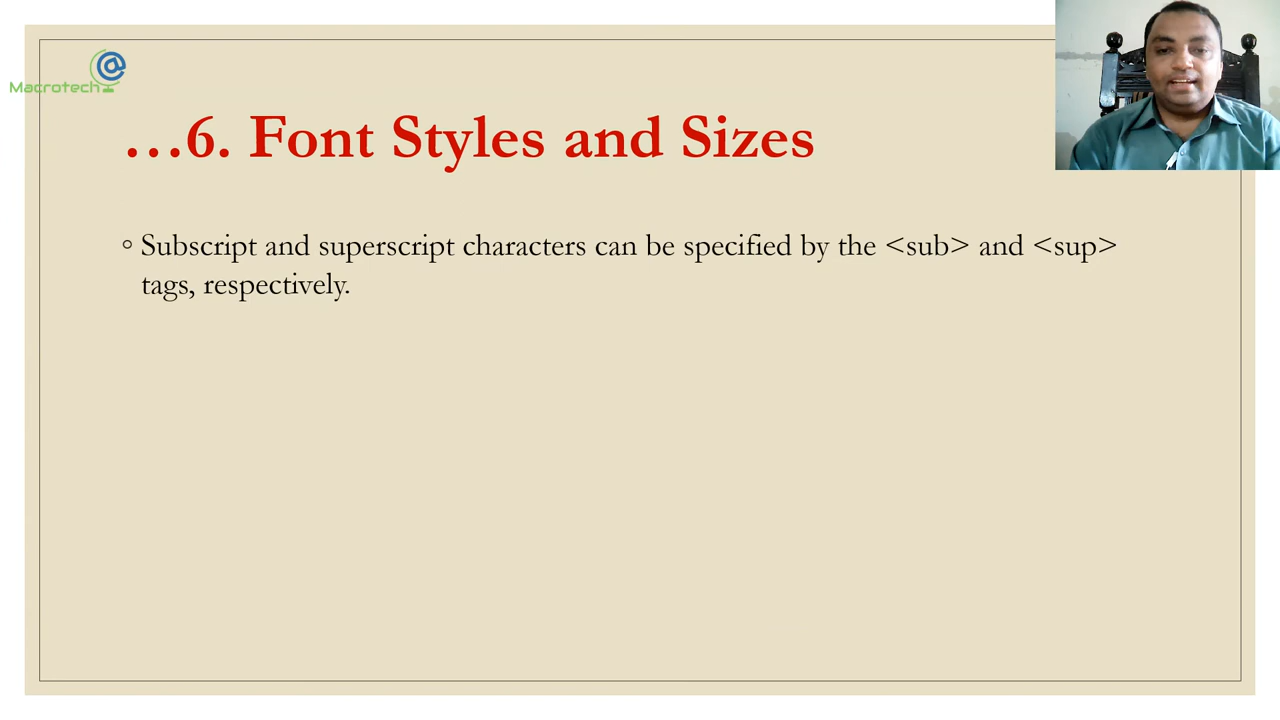 Macrotech
…6. Font Styles and Sizes
Subscript and superscript characters can be specified by the <sub> and <sup>
tags, respectively.